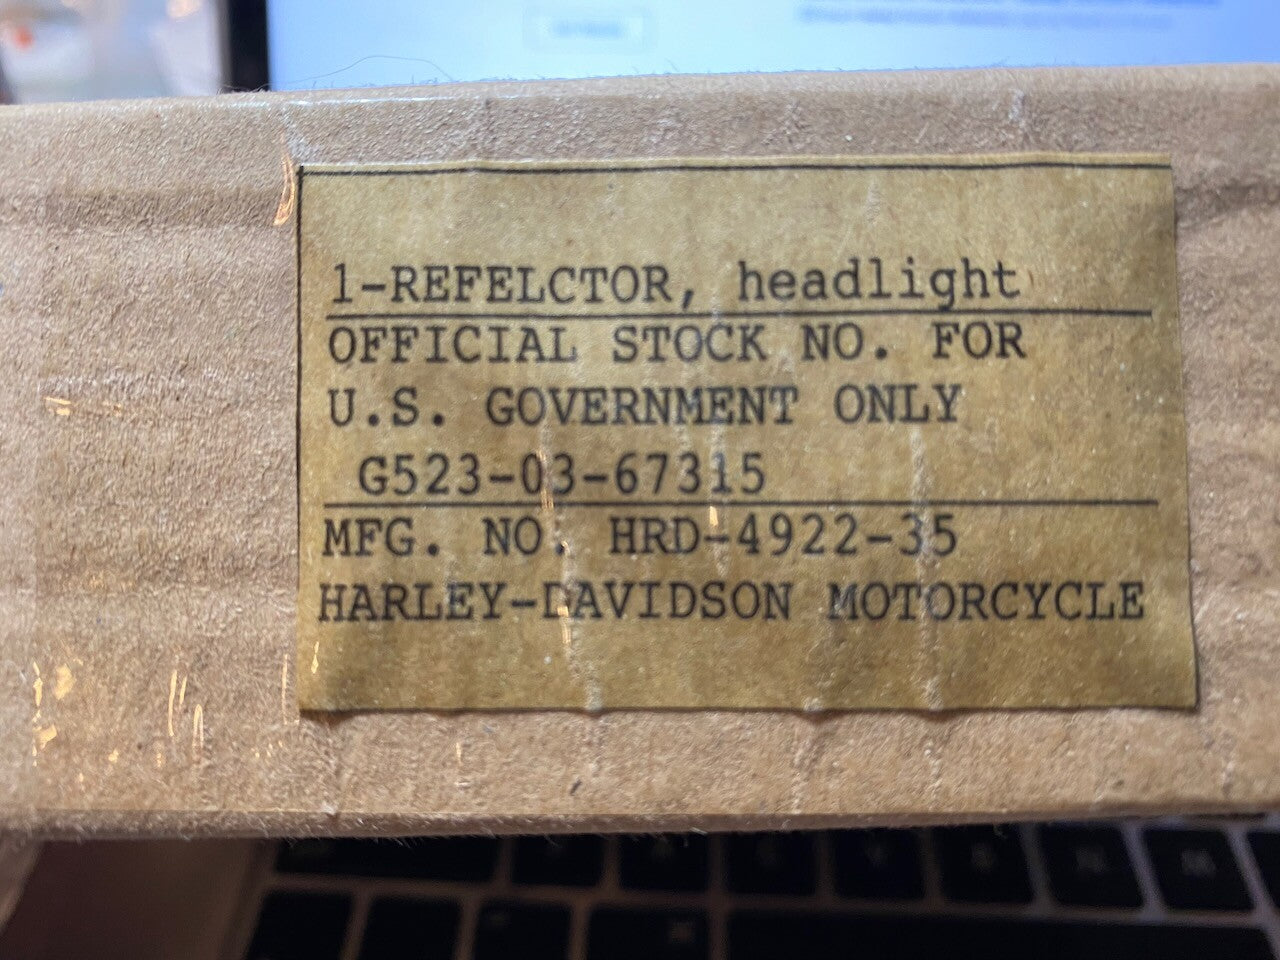 1-REFELCTOR, headlight
OFFICIAL STOCK NO. FOR
U.S. GOVERNMENT ONLY
G523-03-67315
MFG. NO. HRD-4922-35
HARLEY-DAVIDSON MOTORCYCLE